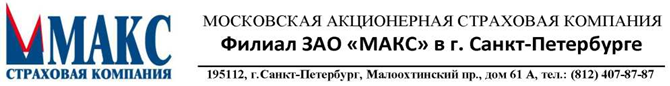 МАКС
СТРАХОВАЯ КОМПАНИЯ
МОСКОВСКАЯ АКЦИОНЕРНАЯ СТРАХОВАЯ КОМПАНИЯ
Филиал ЗАО «МАКС» в г. Санкт-Петербурге
195112, г.Санкт-Петербург, Малоохтинский пр., дом 61 А, тел.: (812) 407-87-87